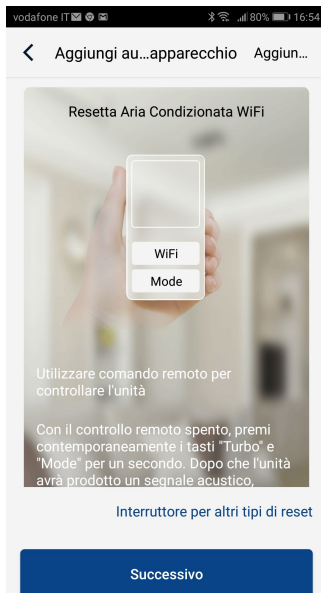 vodafone IT 80% 16:54
Aggiungi au...apparecchio Aggiun...
Resetta Aria Condizionata WiFi
WiFi
Mode
Utilizzare comando remoto per
controllare l'unità
Con il controllo remoto spento, premi
contemporaneamente i tasti "Turbo" e
"Mode" per un secondo. Dopo che l'unità
avrà prodotto un segnale acustico,
Interruttore per altri tipi di reset
Successivo